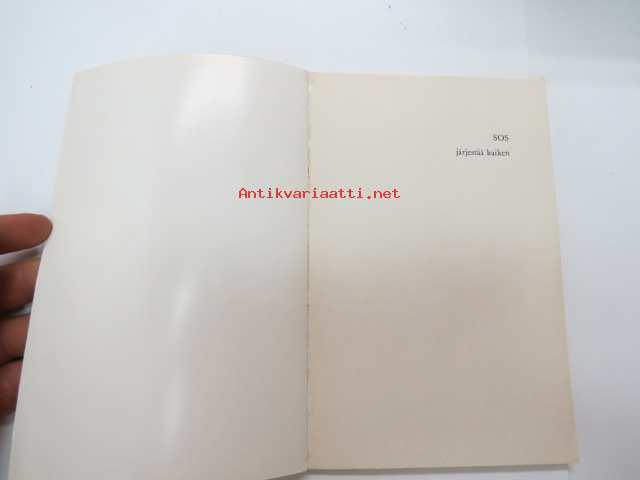 SOS
järjestää kaiken
Antikvariaatti.net